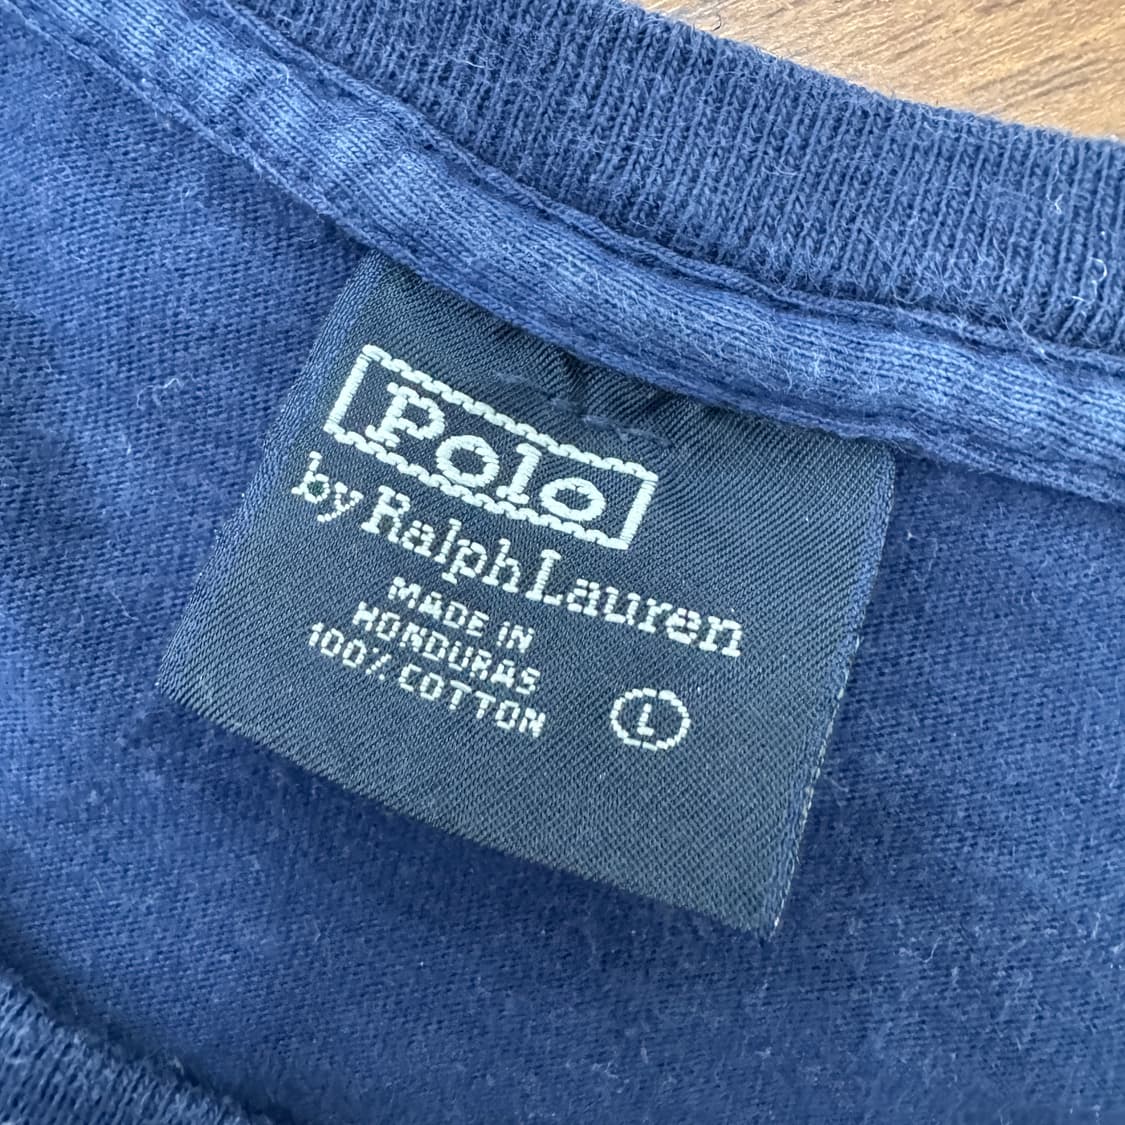 Polo
by Ralph Lauren
MADE IN
HONDURAS
100% COTTON
L